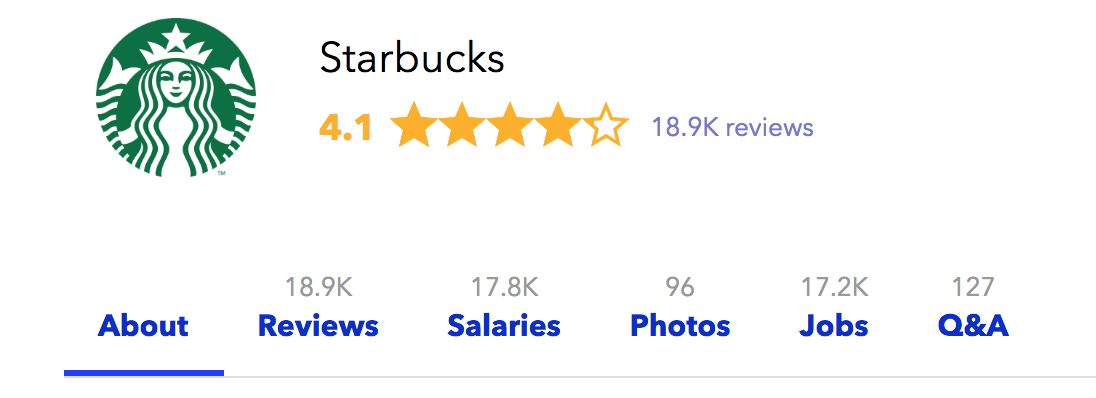 Starbucks
4.1 18.9K reviews
18.9K 17.8K 96 17.2K 127
About Reviews Salaries Photos Jobs Q&A
TM